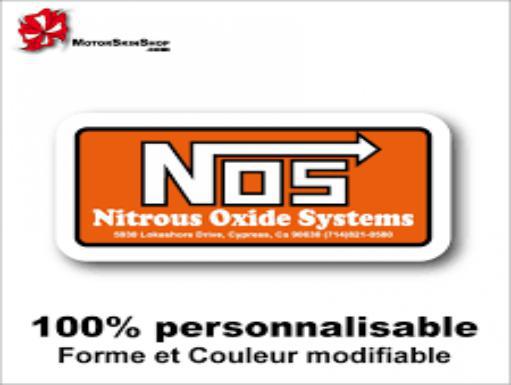 MotorSkinShop
.com
NOS
Nitrous Oxide Systems
5930 Lakeshore Drive, Cypress, Ca 90630 (714)821-0580
100% personnalisable
Forme et Couleur modifiable